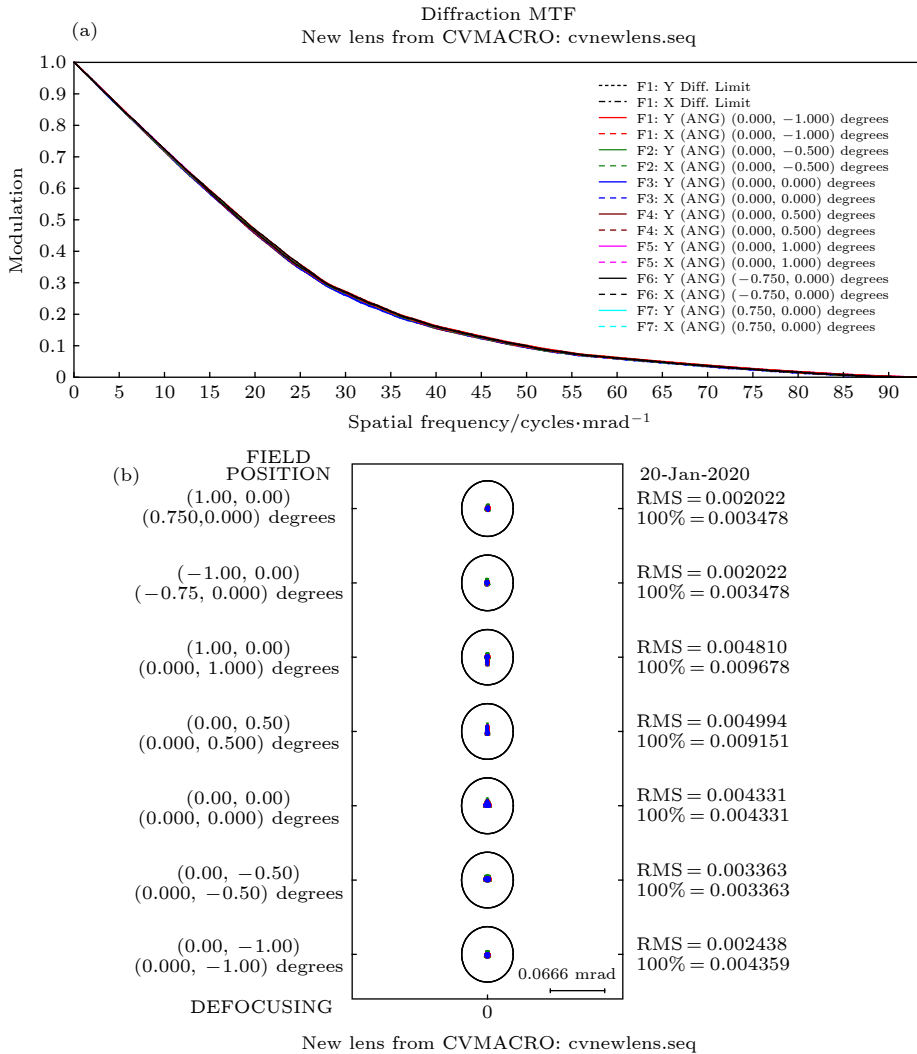 Diffraction MTF
(a)
New lens from CVMACRO: cvnewlens.seq
1.0
0.9
0.8
0.7
0.6
0.5
0.4
0.3
0.2
0.1
0
Modulation
F1: Y Diff. Limit
F1: X Diff. Limit
F1: Y (ANG) (0.000, −1.000) degrees
F1: X (ANG) (0.000, −1.000) degrees
F2: Y (ANG) (0.000, −0.500) degrees
F2: X (ANG) (0.000, −0.500) degrees
F3: Y (ANG) (0.000, 0.000) degrees
F3: X (ANG) (0.000, 0.000) degrees
F4: Y (ANG) (0.000, 0.500) degrees
F4: X (ANG) (0.000, 0.500) degrees
F5: Y (ANG) (0.000, 1.000) degrees
F5: X (ANG) (0.000, 1.000) degrees
F6: Y (ANG) (−0.750, 0.000) degrees
F6: X (ANG) (−0.750, 0.000) degrees
F7: Y (ANG) (0.750, 0.000) degrees
F7: X (ANG) (0.750, 0.000) degrees
0 5 10 15 20 25 30 35 40 45 50 55 60 65 70 75 80 85 90
Spatial frequency/cycles·mrad⁻¹
(b)
FIELD
POSITION
20-Jan-2020
(1.00, 0.00)
(0.750,0.000) degrees
RMS = 0.002022
100% = 0.003478
(−1.00, 0.00)
(−0.75, 0.000) degrees
RMS = 0.002022
100% = 0.003478
(1.00, 0.00)
(0.000, 1.000) degrees
RMS = 0.004810
100% = 0.009678
(0.00, 0.50)
(0.000, 0.500) degrees
RMS = 0.004994
100% = 0.009151
(0.00, 0.00)
(0.000, 0.000) degrees
RMS = 0.004331
100% = 0.004331
(0.00, −0.50)
(0.000, −0.50) degrees
RMS = 0.003363
100% = 0.003363
(0.00, −1.00)
(0.000, −1.00) degrees
RMS = 0.002438
100% = 0.004359
0.0666 mrad
DEFOCUSING
0
New lens from CVMACRO: cvnewlens.seq